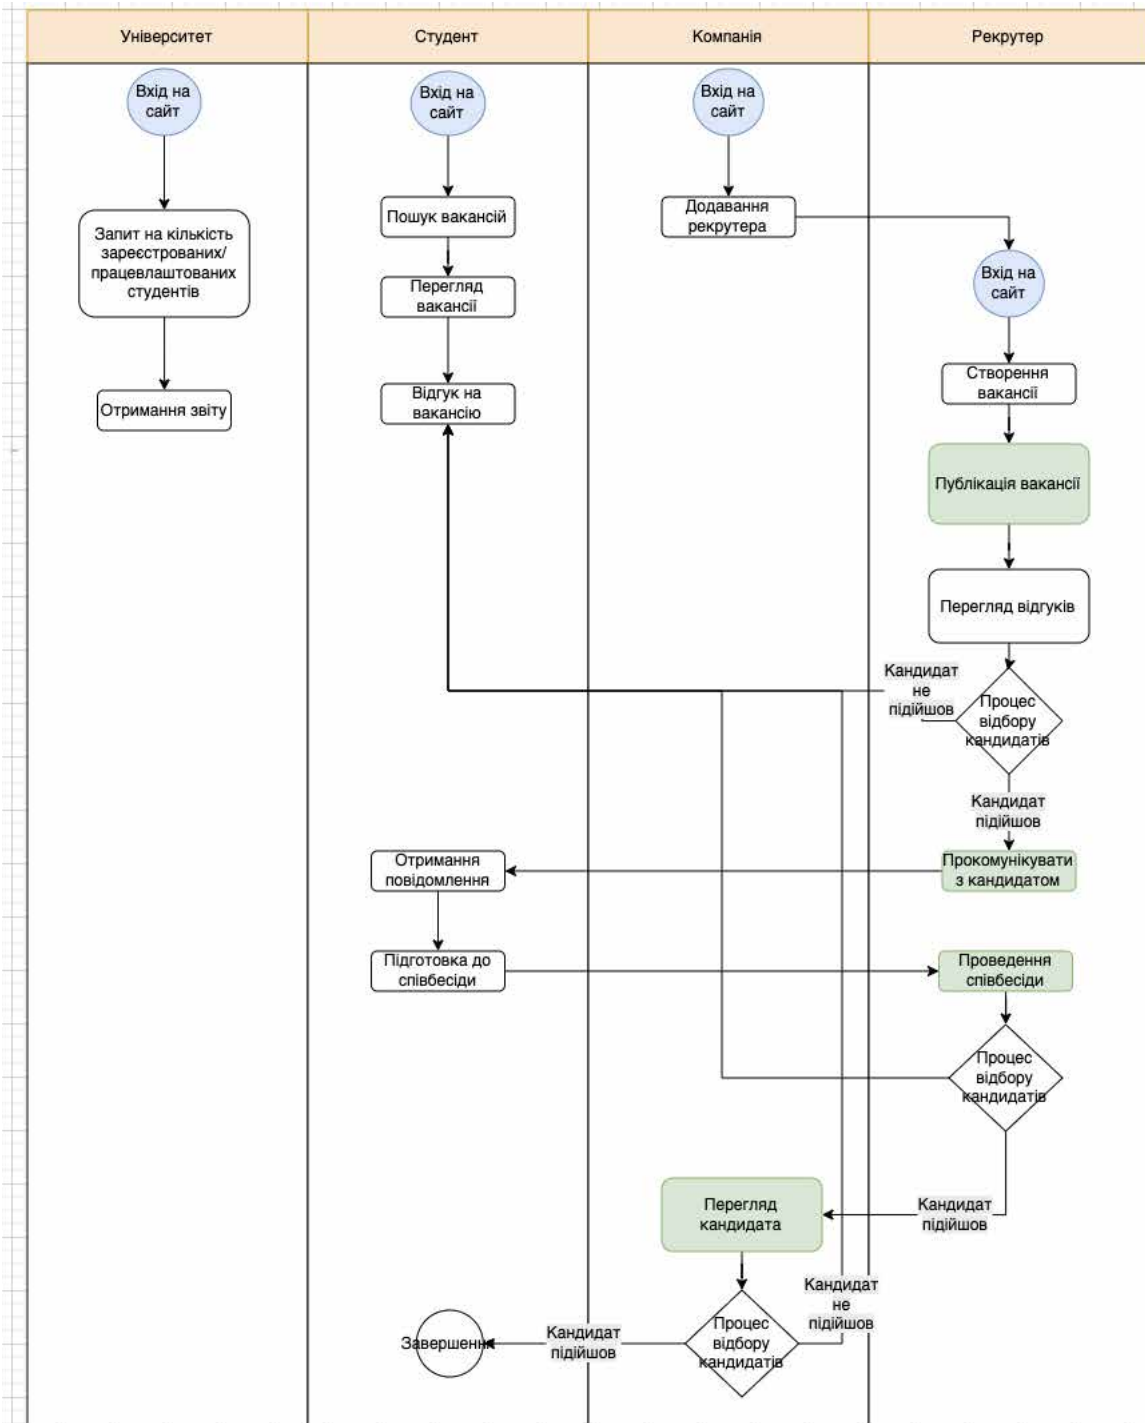 Університет
Студент
Компанія
Рекрутер
Вхід на
сайт
Вхід на
сайт
Вхід на
сайт
Запит на кількість
зареєстрованих/
працевлаштованих
студентів
Пошук вакансій
Додавання
рекрутера
Вхід на
сайт
Перегляд
вакансії
Створення
вакансії
Отримання звіту
Відгук на
вакансію
Публікація вакансії
Перегляд відгуків
Кандидат
не
підійшов
Процес
відбору
кандидатів
Кандидат
підійшов
Отримання
повідомлення
Прокомунікувати
з кандидатом
Підготовка до
співбесіди
Проведення
співбесіди
Процес
відбору
кандидатів
Перегляд
кандидата
Кандидат
підійшов
Кандидат
не
підійшов
Процес
відбору
кандидатів
Кандидат
підійшов
Завершення